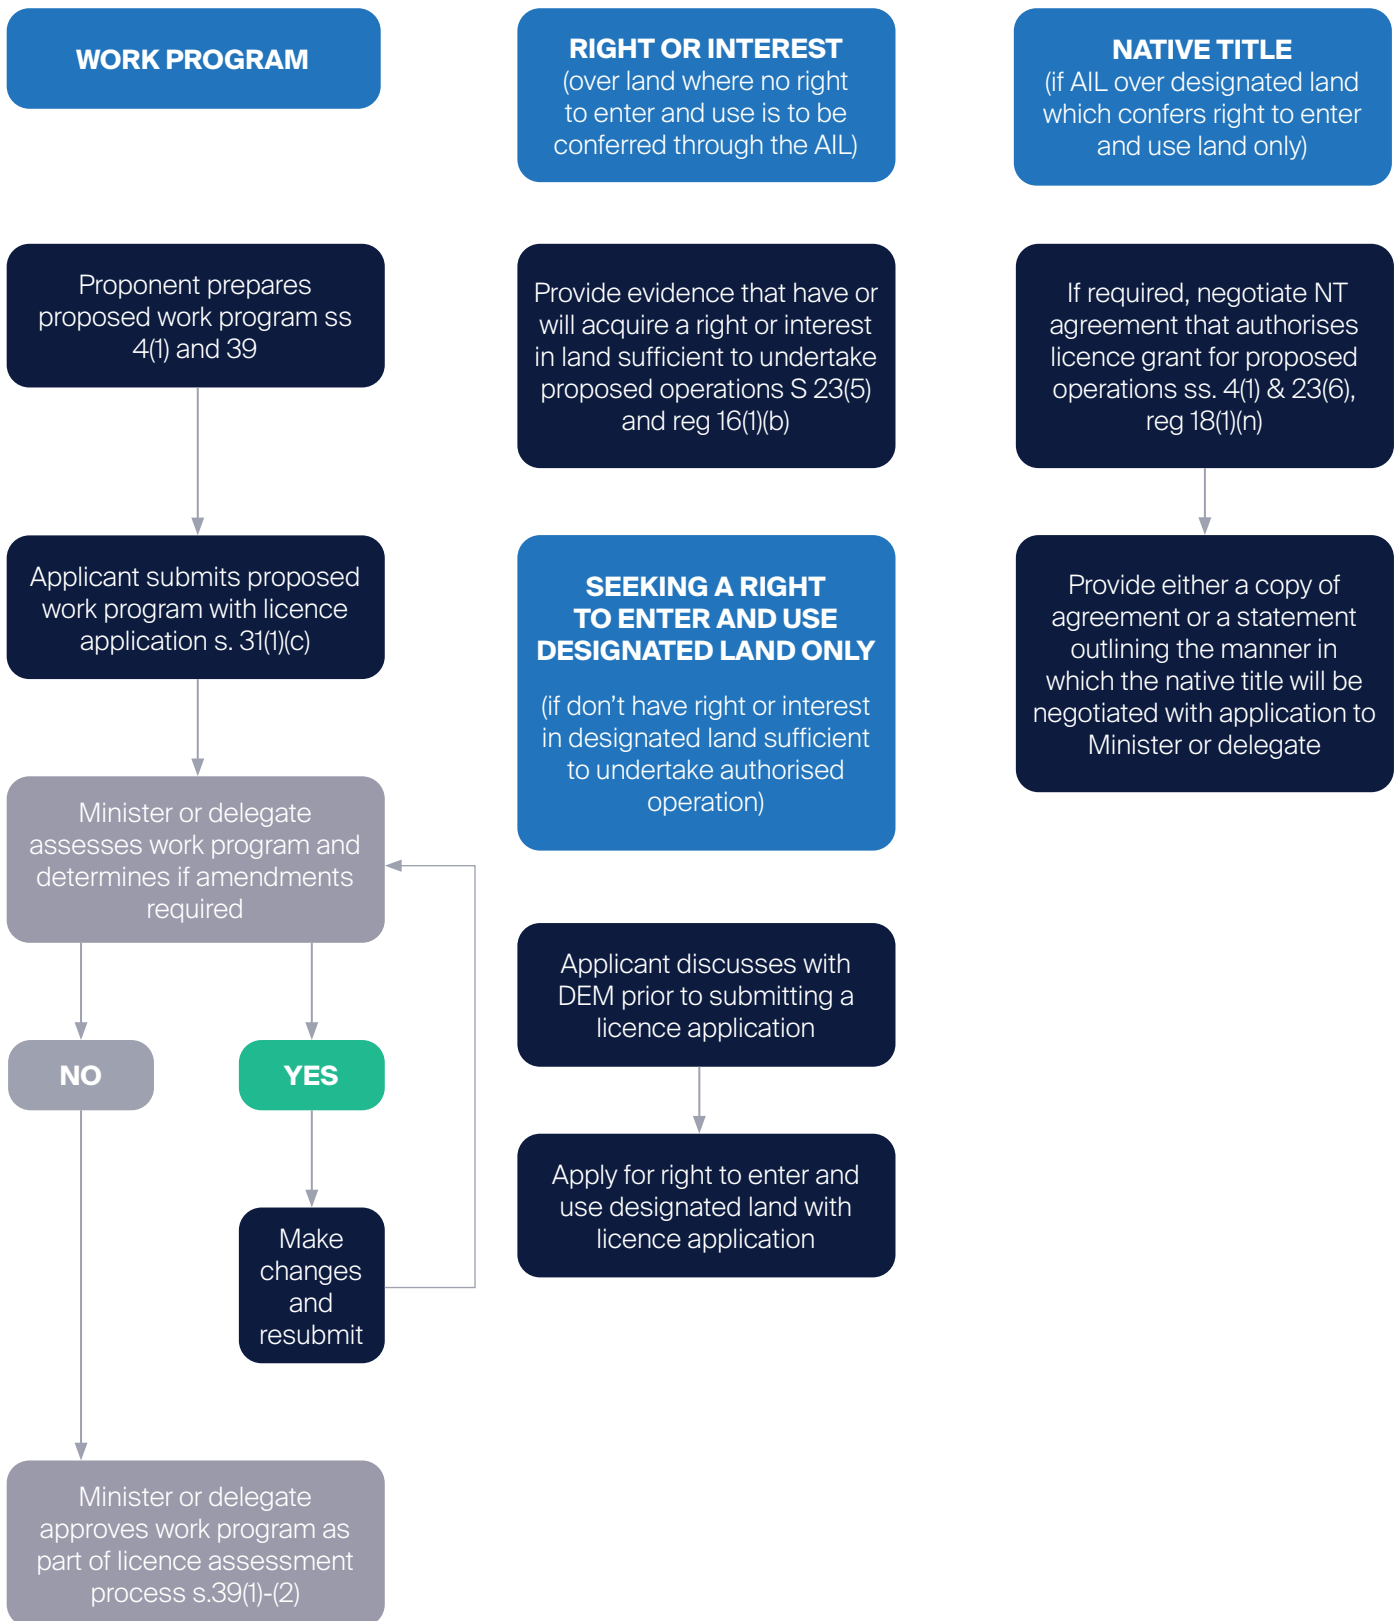 WORK PROGRAM
Proponent prepares
proposed work program ss
4(1) and 39
Applicant submits proposed
work program with licence
application s. 31(1)(c)
Minister or delegate
assesses work program and
determines if amendments
required
NO
YES
Make
changes
and
resubmit
Minister or delegate
approves work program as
part of licence assessment
process s.39(1)-(2)
RIGHT OR INTEREST
(over land where no right
to enter and use is to be
conferred through the AIL)
Provide evidence that have or
will acquire a right or interest
in land sufficient to undertake
proposed operations S 23(5)
and reg 16(1)(b)
SEEKING A RIGHT
TO ENTER AND USE
DESIGNATED LAND ONLY
(if don't have right or interest
in designated land sufficient
to undertake authorised
operation)
Applicant discusses with
DEM prior to submitting a
licence application
Apply for right to enter and
use designated land with
licence application
NATIVE TITLE
(if AIL over designated land
which confers right to enter
and use land only)
If required, negotiate NT
agreement that authorises
licence grant for proposed
operations ss. 4(1) & 23(6),
reg 18(1)(n)
Provide either a copy of
agreement or a statement
outlining the manner in
which the native title will be
negotiated with application to
Minister or delegate